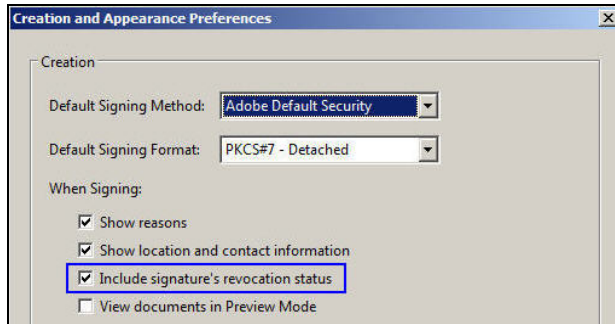 Creation and Appearance Preferences
Creation
Default Signing Method: Adobe Default Security
Default Signing Format: PKCS#7 - Detached
When Signing:
Show reasons
Show location and contact information
Include signature's revocation status
View documents in Preview Mode